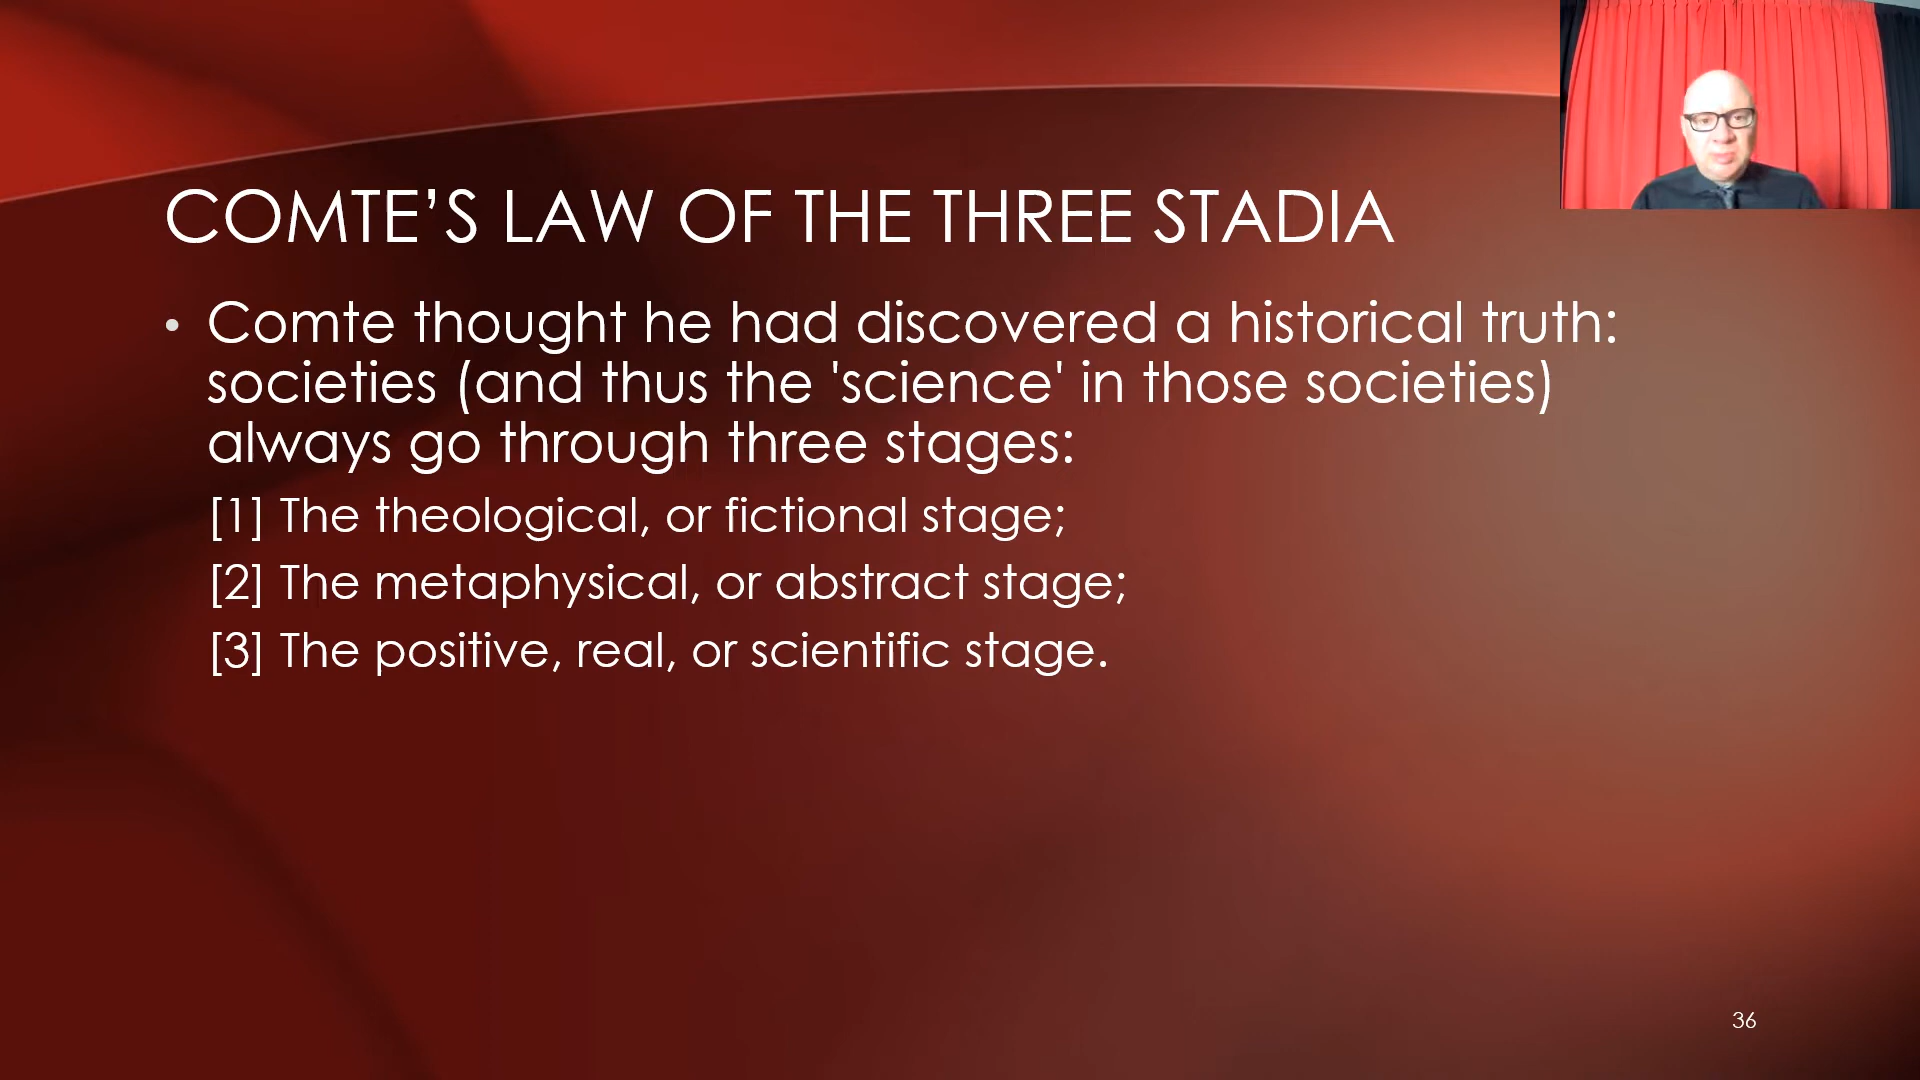 COMTE’S LAW OF THE THREE STADIA
• Comte thought he had discovered a historical truth:
societies (and thus the 'science' in those societies)
always go through three stages:
[1] The theological, or fictional stage;
[2] The metaphysical, or abstract stage;
[3] The positive, real, or scientific stage.
36